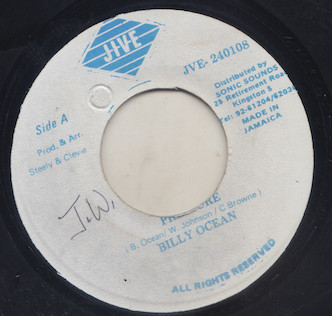 JIVE
JVE- 240108
Side A
Prod. & Arr.
Steely & Clevie
Distributed by
SONIC SOUNDS
25 Retirement Road
Kingston 5
MADE IN
JAMAICA
J.W.
PRESSURE
( B. Ocean/ W. Johnson / C. Browne )
BILLY OCEAN
ALL RIGHTS RESERVED